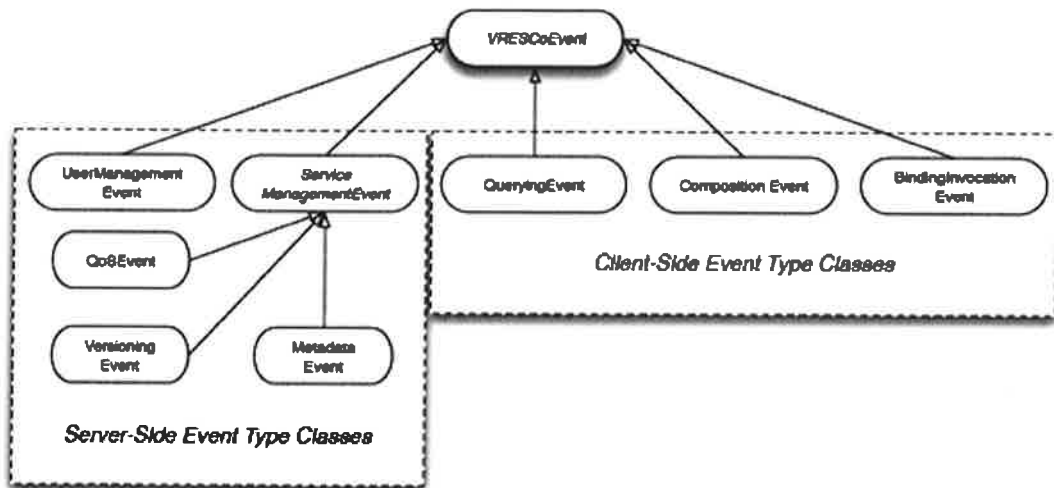 VRESCoEvent
UserManagement
Event
Service
ManagementEvent
QueryingEvent
Composition Event
BindingInvocation
Event
QoSEvent
Client-Side Event Type Classes
Versioning
Event
Metadata
Event
Server-Side Event Type Classes